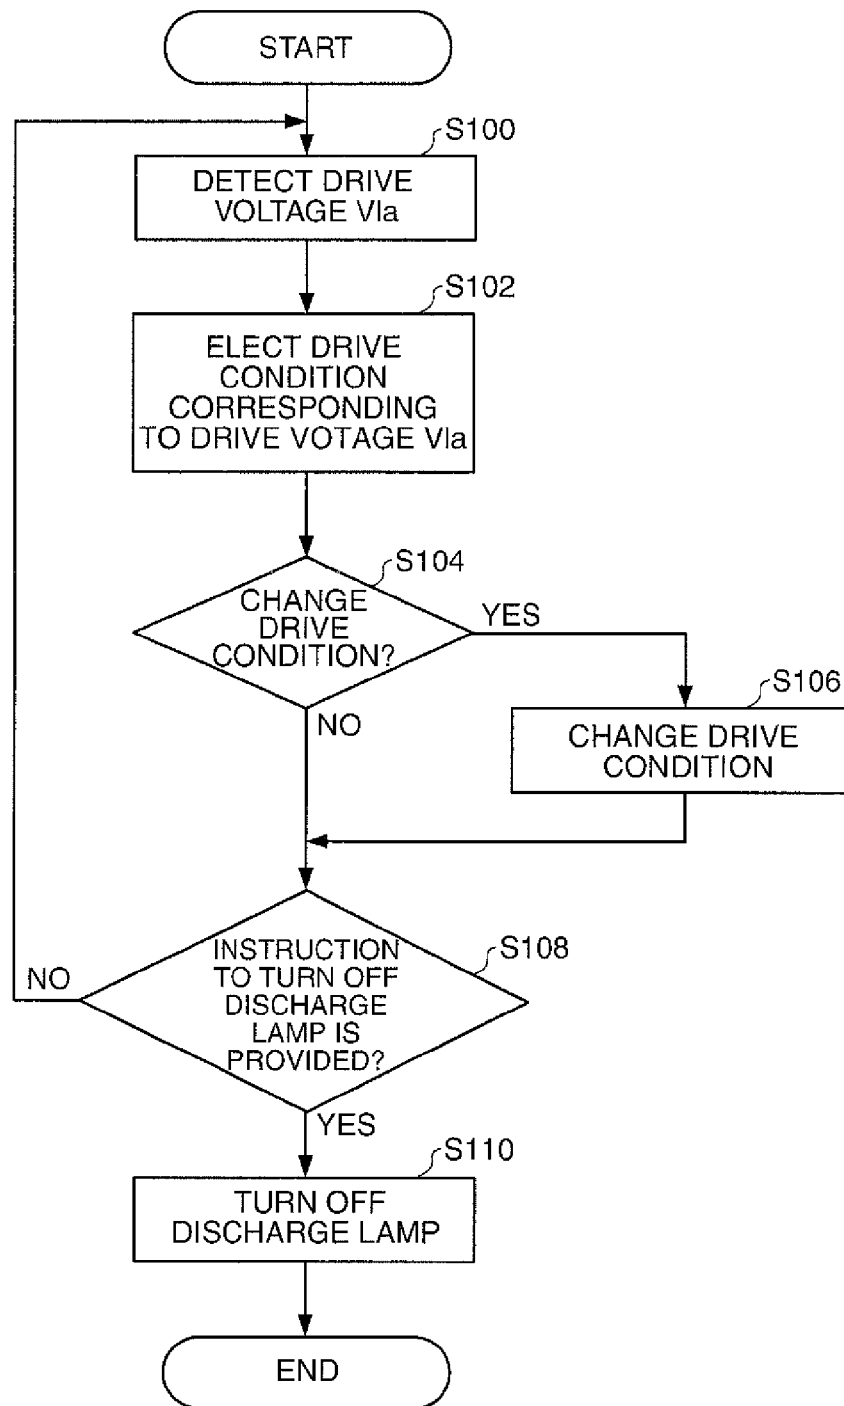 START
S100
DETECT DRIVE
VOLTAGE Vla
S102
ELECT DRIVE
CONDITION
CORRESPONDING
TO DRIVE VOTAGE Vla
S104
CHANGE
DRIVE
CONDITION?
YES
NO
S106
CHANGE DRIVE
CONDITION
S108
INSTRUCTION
TO TURN OFF
DISCHARGE
LAMP IS
PROVIDED?
NO
YES
S110
TURN OFF
DISCHARGE LAMP
END